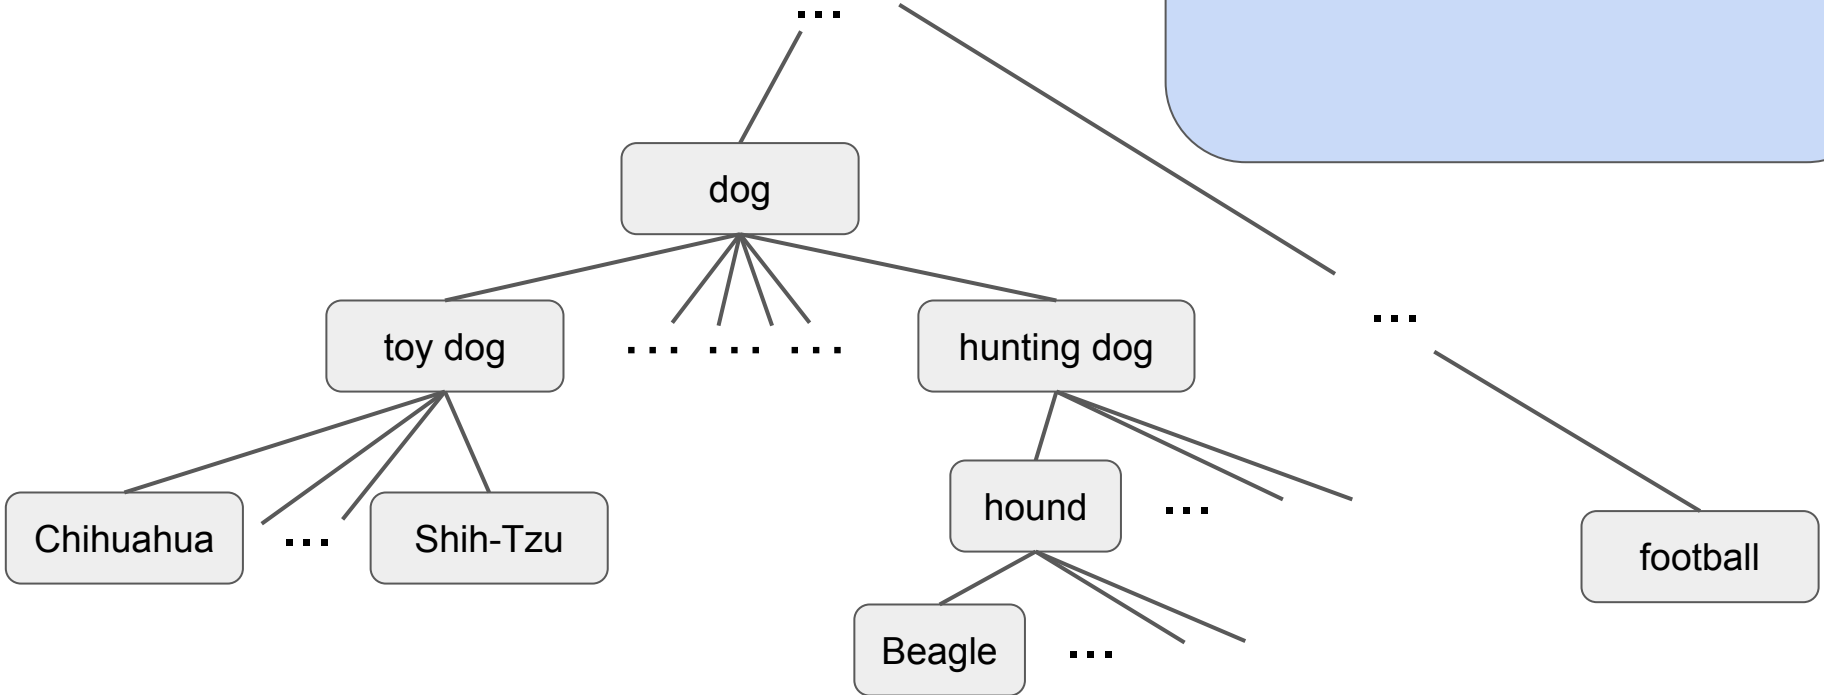 ...
dog
toy dog
... ... ...
hunting dog
...
Chihuahua
...
Shih-Tzu
hound
...
football
Beagle
...